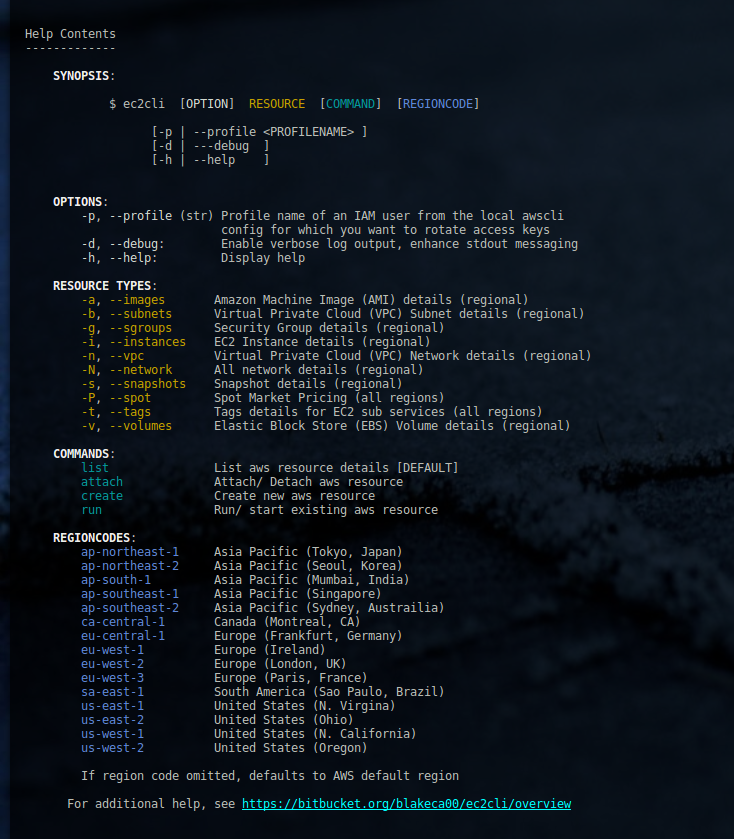 Help Contents
-------------
SYNOPSIS:
$ ec2cli  [OPTION]  RESOURCE  [COMMAND]  [REGIONCODE]
[-p | --profile <PROFILENAME> ]
[-d | ---debug  ]
[-h | --help    ]
OPTIONS:
-p, --profile (str) Profile name of an IAM user from the local awscli
config for which you want to rotate access keys
-d, --debug:        Enable verbose log output, enhance stdout messaging
-h, --help:         Display help
RESOURCE TYPES:
-a, --images       Amazon Machine Image (AMI) details (regional)
-b, --subnets      Virtual Private Cloud (VPC) Subnet details (regional)
-g, --sgroups      Security Group details (regional)
-i, --instances    EC2 Instance details (regional)
-n, --vpc          Virtual Private Cloud (VPC) Network details (regional)
-N, --network      All network details (regional)
-s, --snapshots    Snapshot details (regional)
-P, --spot         Spot Market Pricing (all regions)
-t, --tags         Tags details for EC2 sub services (all regions)
-v, --volumes      Elastic Block Store (EBS) Volume details (regional)
COMMANDS:
list               List aws resource details [DEFAULT]
attach             Attach/ Detach aws resource
create             Create new aws resource
run                Run/ start existing aws resource
REGIONCODES:
ap-northeast-1     Asia Pacific (Tokyo, Japan)
ap-northeast-2     Asia Pacific (Seoul, Korea)
ap-south-1         Asia Pacific (Mumbai, India)
ap-southeast-1     Asia Pacific (Singapore)
ap-southeast-2     Asia Pacific (Sydney, Austrailia)
ca-central-1       Canada (Montreal, CA)
eu-central-1       Europe (Frankfurt, Germany)
eu-west-1          Europe (Ireland)
eu-west-2          Europe (London, UK)
eu-west-3          Europe (Paris, France)
sa-east-1          South America (Sao Paulo, Brazil)
us-east-1          United States (N. Virgina)
us-east-2          United States (Ohio)
us-west-1          United States (N. California)
us-west-2          United States (Oregon)
If region code omitted, defaults to AWS default region
For additional help, see https://bitbucket.org/blakeca00/ec2cli/overview